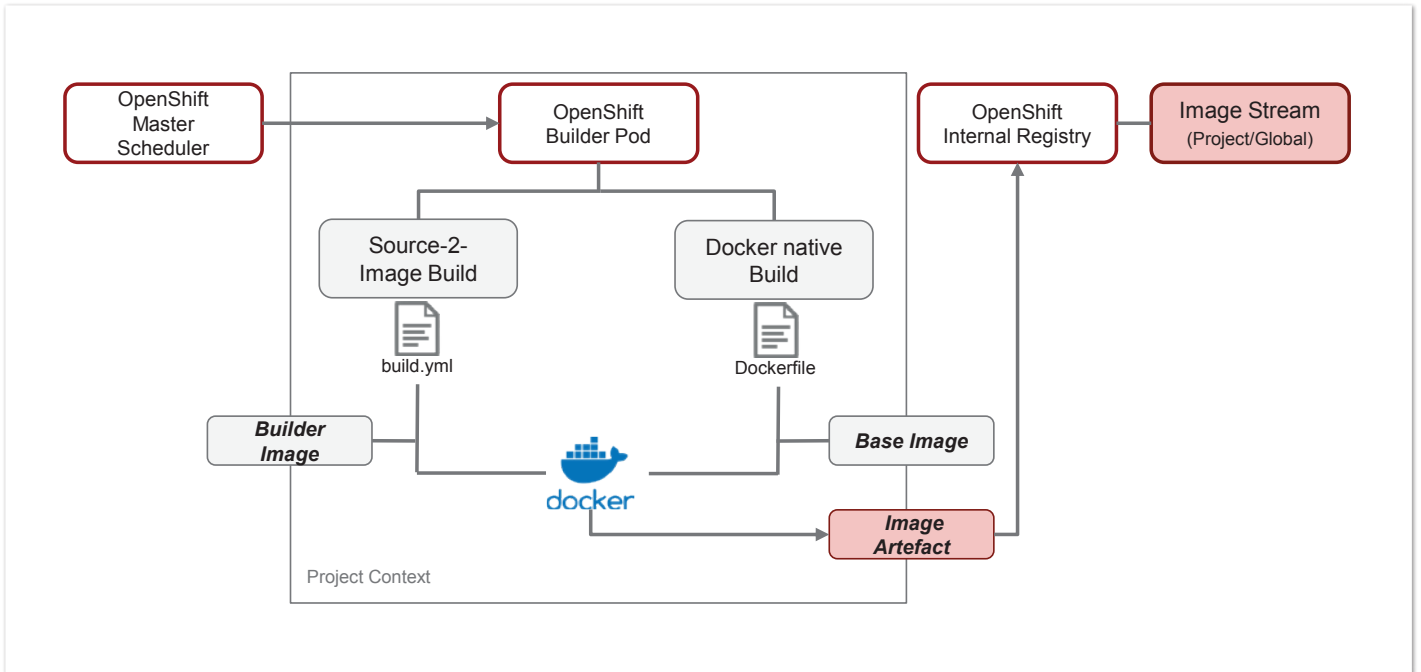 OpenShift
Master
Scheduler
OpenShift
Builder Pod
OpenShift
Internal Registry
Image Stream
(Project/Global)
Source-2-
Image Build
Docker native
Build
build.yml
Dockerfile
Builder
Image
Base Image
docker
Image
Artefact
Project Context